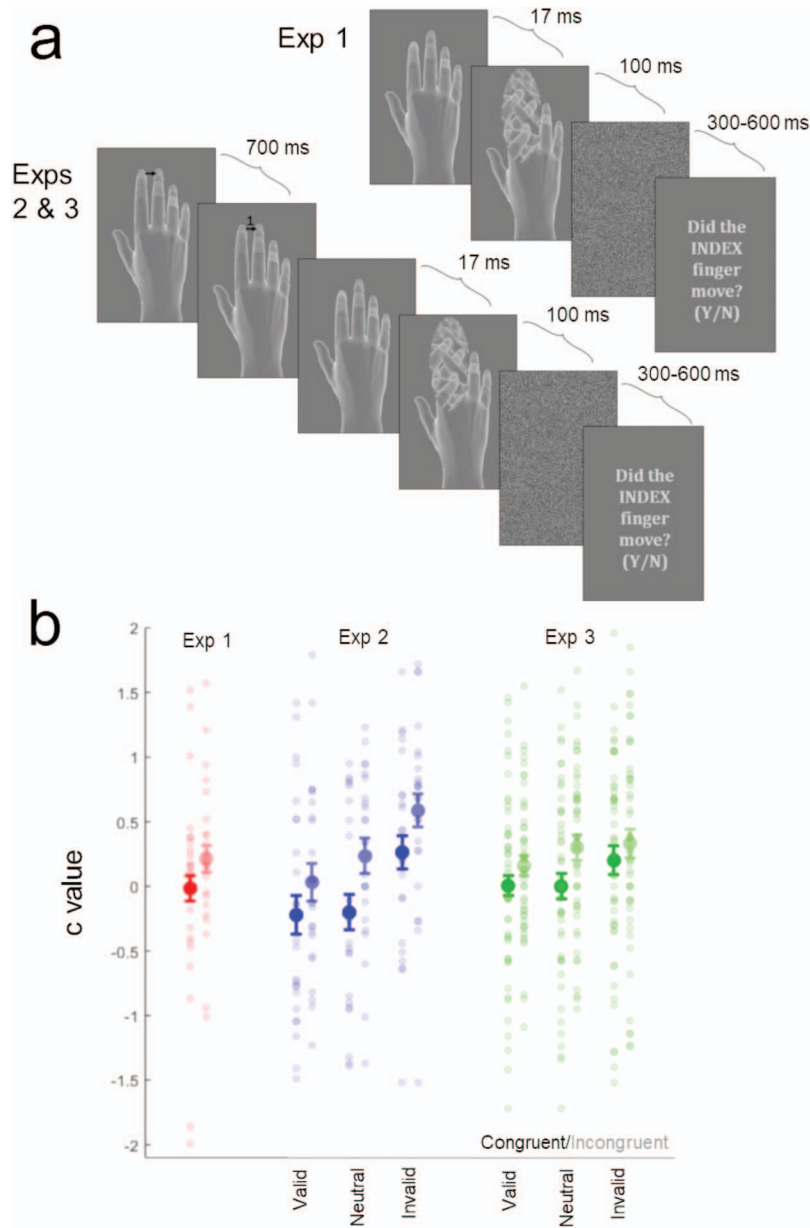 a
Exp 1
17 ms
100 ms
300-600 ms
Did the
INDEX
finger
move?
(Y/N)
Exps
2 & 3
700 ms
1
17 ms
100 ms
300-600 ms
Did the
INDEX
finger
move?
(Y/N)
b
Exp 1
Exp 2
Exp 3
c value
2
1.5
1
0.5
0
-0.5
-1
-1.5
-2
Congruent/Incongruent
Valid
Neutral
Invalid
Valid
Neutral
Invalid